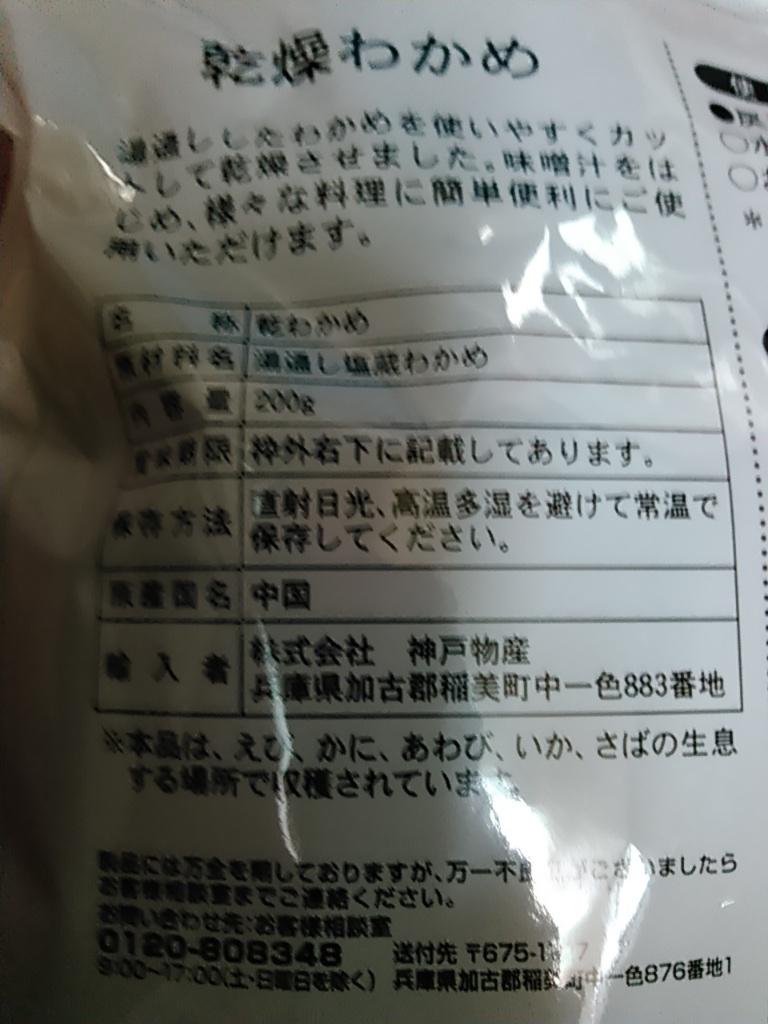 乾燥わかめ
湯通ししたわかめを使いやすくカッ
トして乾燥させました。味噌汁をは
じめ、様々な料理に簡単便利にご使
用いただけます。
名称 乾わかめ
原材料名 湯通し塩蔵わかめ
内容量 200g
賞味期限 枠外右下に記載してあります。
保存方法 直射日光、高温多湿を避けて常温で
保存してください。
原産国名 中国
輸入者 株式会社 神戸物産
兵庫県加古郡稲美町中一色883番地
※本品は、えび、かに、あわび、いか、さばの生息
する場所で収穫されています。
製品には万全を期しておりますが、万一不良品がございましたら
お客様相談室までご連絡ください。
お問い合わせ先:お客様相談室
0120-808348 送付先 〒675-1
9:00~17:00(土・日曜日を除く) 兵庫県加古郡稲美町中一色876番地1
使